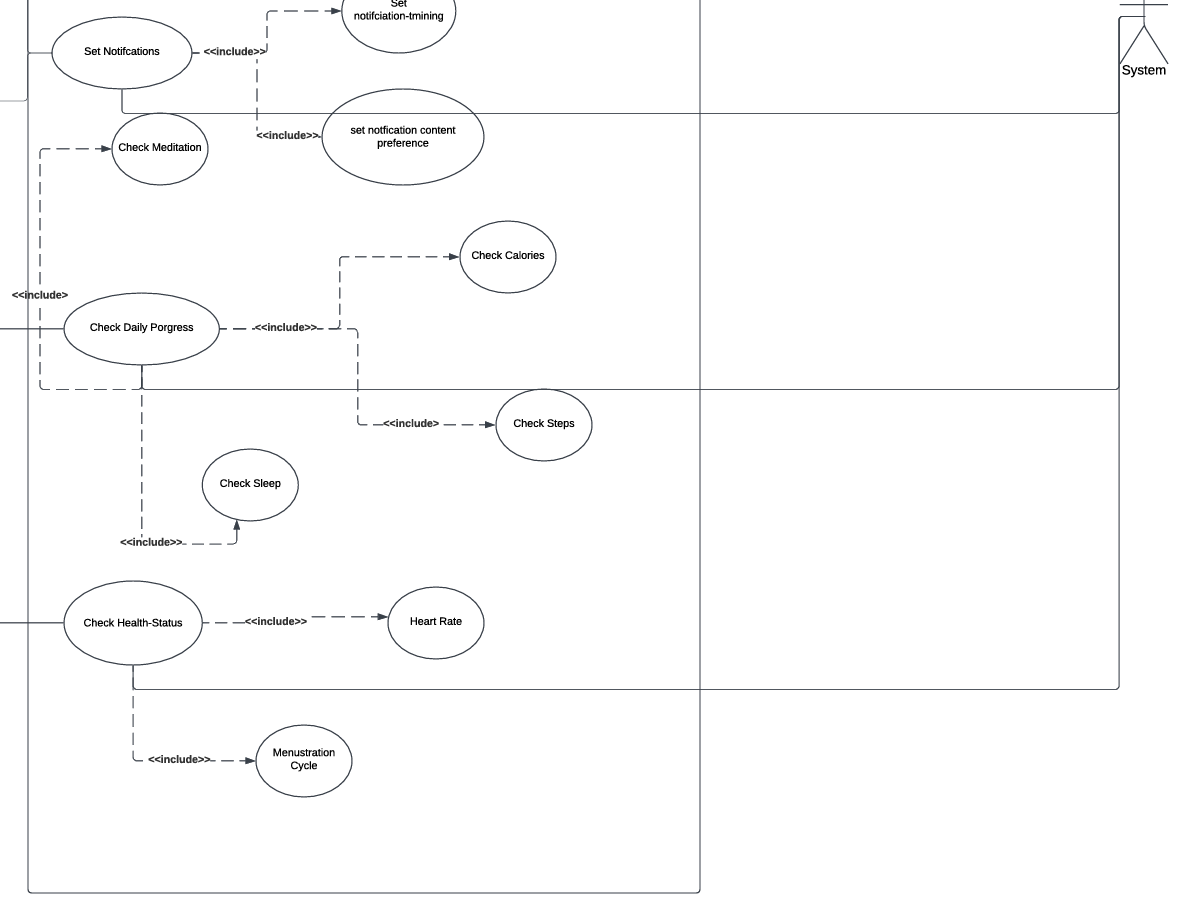 Set
notifciation-tmining
Set Notifcations
<<include>>
System
<<include>>
set notfication content
preference
Check Meditation
Check Calories
<<include>
Check Daily Porgress
<<include>>
<<include>
Check Steps
Check Sleep
<<include>>
Check Health-Status
<<include>>
Heart Rate
<<include>>
Menustration
Cycle